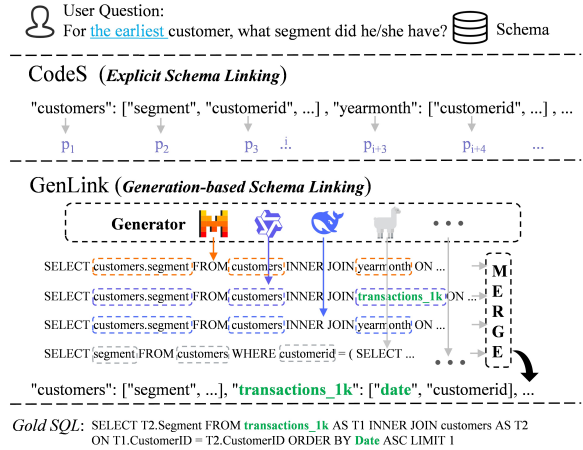 User Question:
For the earliest customer, what segment did he/she have?
Schema
CodeS (Explicit Schema Linking)
"customers": ["segment", "customerid", ...] , "yearmonth": ["customerid", ...] , ...
p1 p2 p3 ...i... pi+3 pi+4 ...
GenLink (Generation-based Schema Linking)
Generator ...
SELECT customers.segment FROM customers INNER JOIN yearmonth ON ...
SELECT customers.segment FROM customers INNER JOIN transactions_1k ON ...
SELECT customers.segment FROM customers INNER JOIN yearmonth ON ...
SELECT segment FROM customers WHERE customerid = ( SELECT ...
...
MERGE
"customers": ["segment", ...], "transactions_1k": ["date", "customerid], ...
Gold SQL: SELECT T2.Segment FROM transactions_1k AS T1 INNER JOIN customers AS T2
ON T1.CustomerID = T2.CustomerID ORDER BY Date ASC LIMIT 1